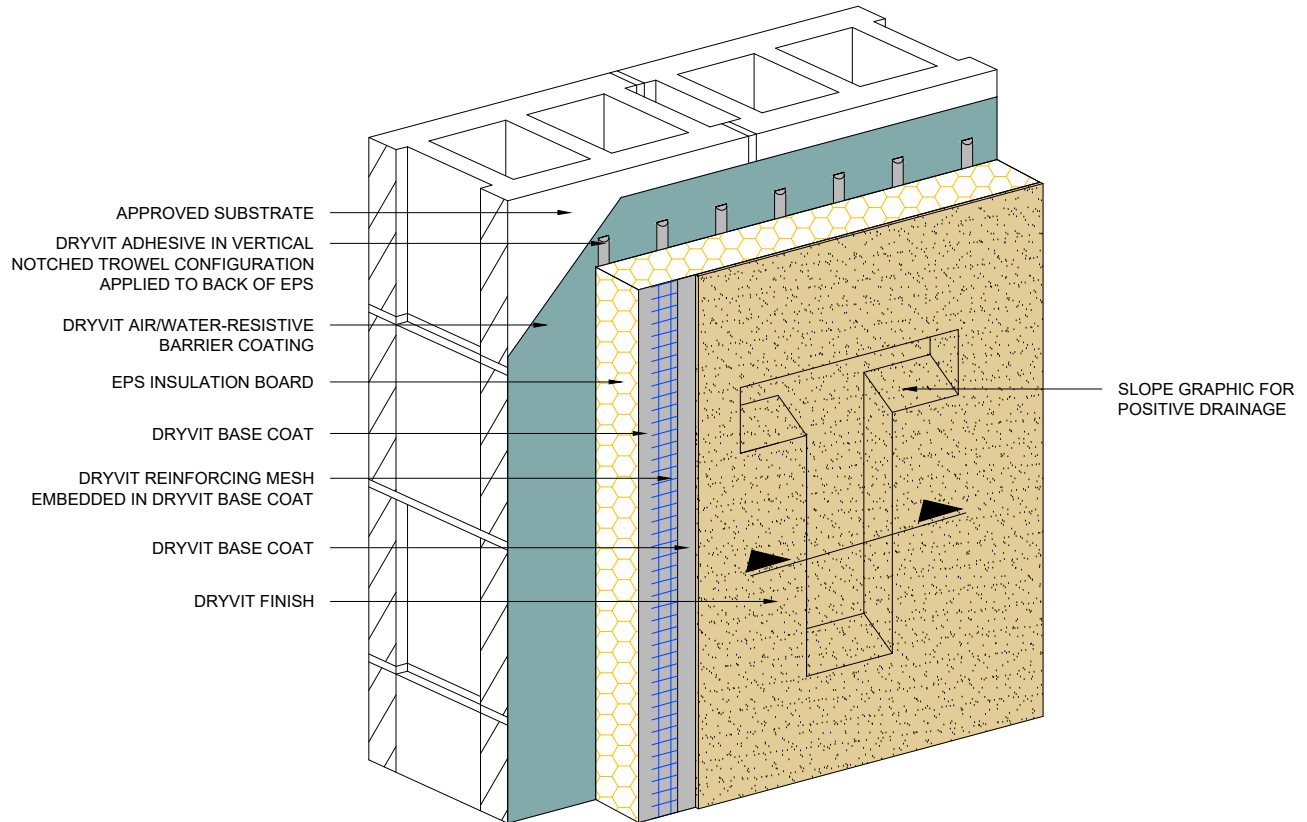 APPROVED SUBSTRATE
DRYVIT ADHESIVE IN VERTICAL
NOTCHED TROWEL CONFIGURATION
APPLIED TO BACK OF EPS
DRYVIT AIR/WATER-RESISTIVE
BARRIER COATING
EPS INSULATION BOARD
DRYVIT BASE COAT
DRYVIT REINFORCING MESH
EMBEDDED IN DRYVIT BASE COAT
DRYVIT BASE COAT
DRYVIT FINISH
SLOPE GRAPHIC FOR
POSITIVE DRAINAGE